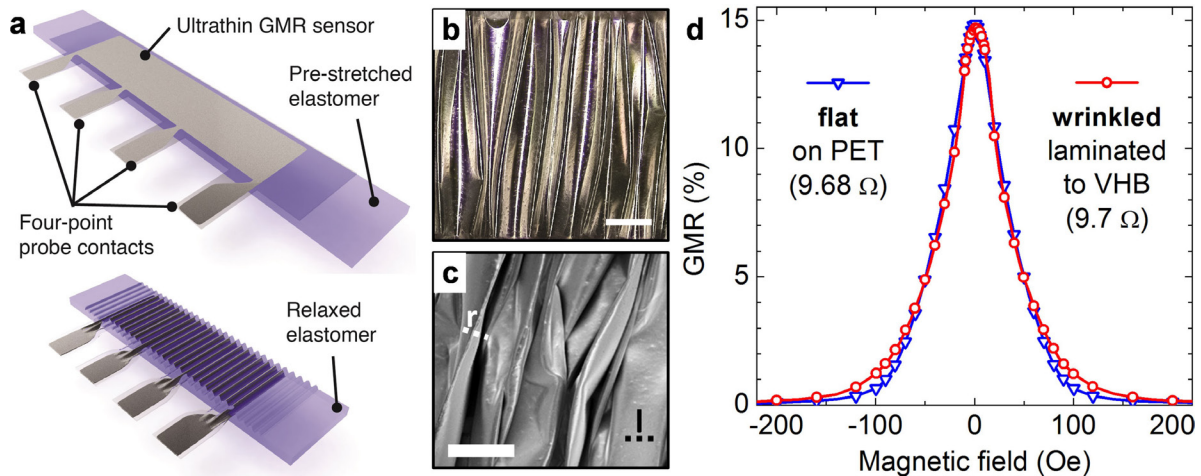 a
Ultrathin GMR sensor
Pre-stretched
elastomer
Four-point
probe contacts
Relaxed
elastomer
b
c
r
d
GMR (%)
15
10
5
0
flat
on PET
(9.68 Ω)
wrinkled
laminated
to VHB
(9.7 Ω)
-200
-100
0
100
200
Magnetic field (Oe)